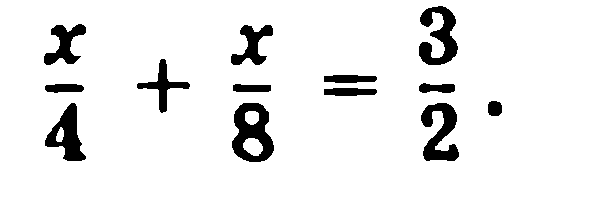 x/4 + x/8 = 3/2.